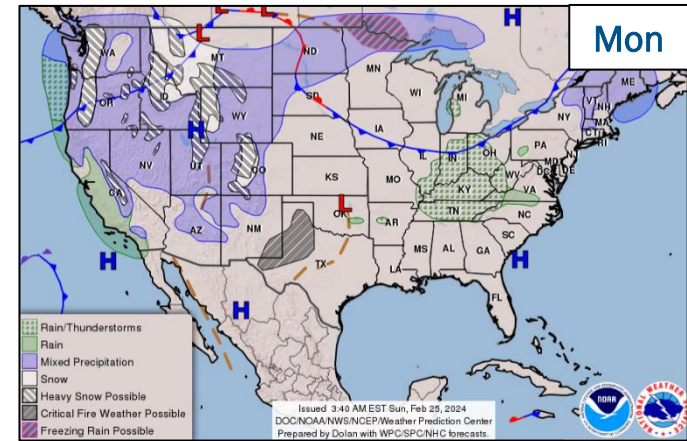 Mon
H
L
L
L
WA
MT
ND
MN
ME
OR
ID
SD
WI
MI
VT
NH
NY
MA
CT
RI
H
WY
NE
IA
PA
NJ
NV
UT
CO
IL
IN
OH
MD
DE
DC
WV
VA
CA
KS
MO
KY
L
AZ
NM
OK
AR
TN
NC
SC
H
TX
MS
AL
GA
H
LA
H
FL
Rain/Thunderstorms
Rain
Mixed Precipitation
Snow
Heavy Snow Possible
Critical Fire Weather Possible
Freezing Rain Possible
Issued 3:40 AM EST Sun, Feb 25, 2024
DOC/NOAA/NWS/NCEP/Weather Prediction Center
Prepared by Dolan with WPC/SPC/NHC forecasts.
NOAA